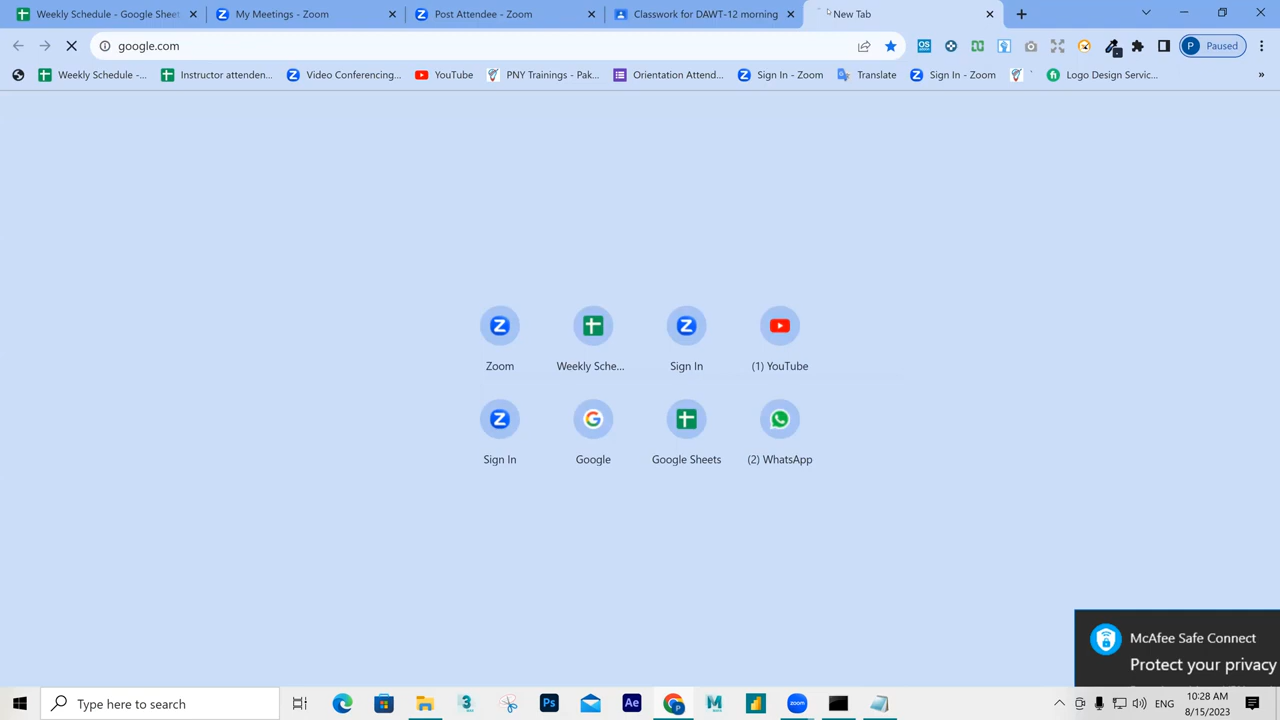 Weekly Schedule - Google Sheet
My Meetings - Zoom
Post Attendee - Zoom
Classwork for DAWT-12 morning
New Tab
google.com
P Paused
Weekly Schedule -...
Instructor attenden...
Video Conferencing...
YouTube
PNY Trainings - Pak...
Orientation Attend...
Sign In - Zoom
Translate
Sign In - Zoom
Logo Design Servic...
»
Zoom
Weekly Sche...
Sign In
(1) YouTube
Sign In
Google
Google Sheets
(2) WhatsApp
McAfee Safe Connect
Protect your privacy
Type here to search
Ps
Ae
zoom
ENG
10:28 AM
8/15/2023